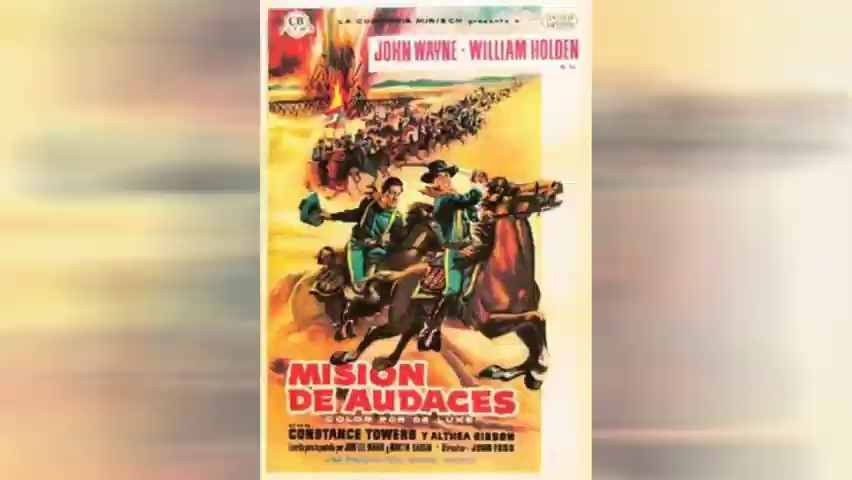 CB
LA COMPAÑIA MIRISCH presenta a
JOHN WAYNE · WILLIAM HOLDEN
MISION
DE AUDACES
COLOR POR DE LUXE
CONSTANCE TOWERS Y ALTHEA GIBSON
Director JOHN FORD